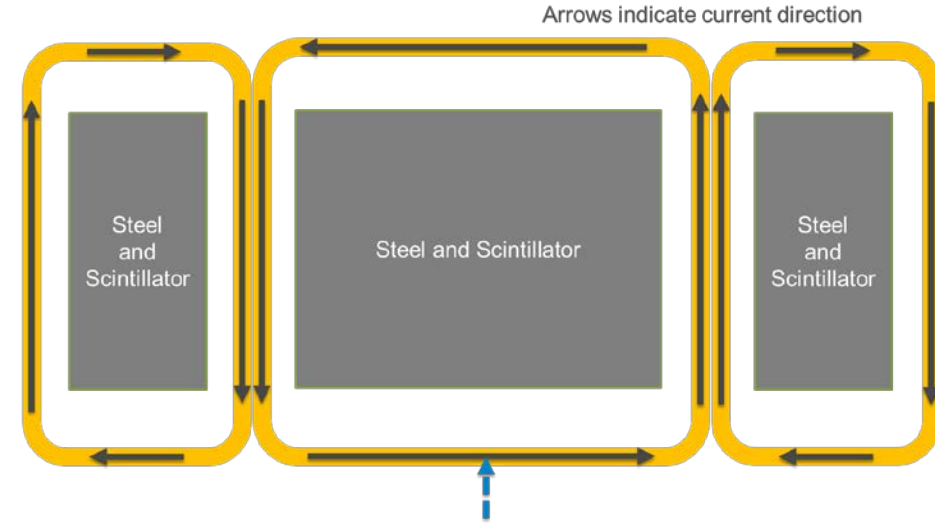 Arrows indicate current direction
Steel
and
Scintillator
Steel and Scintillator
Steel
and
Scintillator